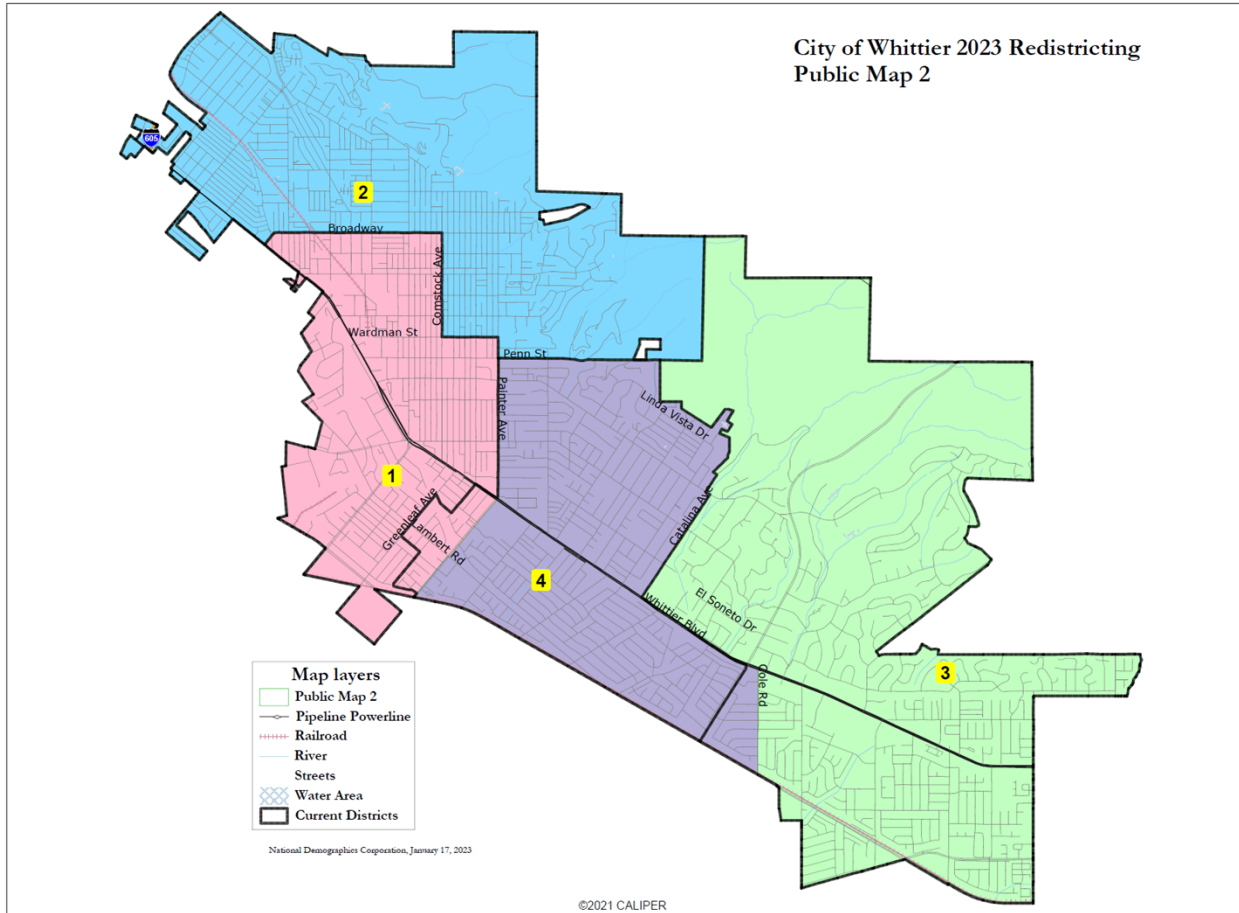 City of Whittier 2023 Redistricting
Public Map 2
605
2
Broadway
Comstock Ave
Wardman St
Penn St
Painter Ave
Linda Vista Dr
1
Greenleaf Ave
Lambert Rd
Catalina Ave
4
El Soneto Dr
Whittier Blvd
Cole Rd
3
Map layers
Public Map 2
Pipeline Powerline
Railroad
River
Streets
Water Area
Current Districts
National Demographics Corporation, January 17, 2023
©2021 CALIPER